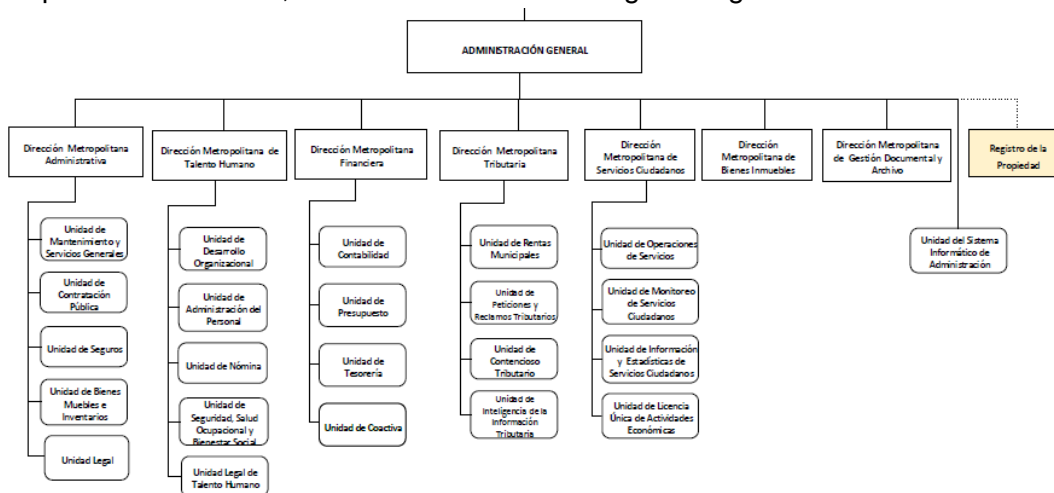 ADMINISTRACIÓN GENERAL
Dirección Metropolitana
Administrativa
Dirección Metropolitana de
Talento Humano
Dirección Metropolitana
Financiera
Dirección Metropolitana
Tributaria
Dirección
Metropolitana de
Servicios Ciudadanos
Dirección
Metropolitana de
Bienes Inmuebles
Dirección Metropolitana
de Gestión Documental y
Archivo
Registro de la
Propiedad
Unidad de
Mantenimiento y
Servicios Generales
Unidad de
Contratación
Pública
Unidad de Seguros
Unidad de Bienes
Muebles e
Inventarios
Unidad Legal
Unidad de
Desarrollo
Organizacional
Unidad de
Administración del
Personal
Unidad de Nómina
Unidad de
Seguridad, Salud
Ocupacional y
Bienestar Social
Unidad Legal de
Talento Humano
Unidad de
Contabilidad
Unidad de
Presupuesto
Unidad de
Tesorería
Unidad de Coactiva
Unidad de Rentas
Municipales
Unidad de
Peticiones y
Reclamos Tributarios
Unidad de
Contencioso
Tributario
Unidad de
Inteligencia de la
Información
Tributaria
Unidad de Operaciones
de Servicios
Unidad de Monitoreo
de Servicios
Ciudadanos
Unidad de Información
y Estadísticas de
Servicios Ciudadanos
Unidad de Licencia
Única de Actividades
Económicas
Unidad del Sistema
Informático de
Administración